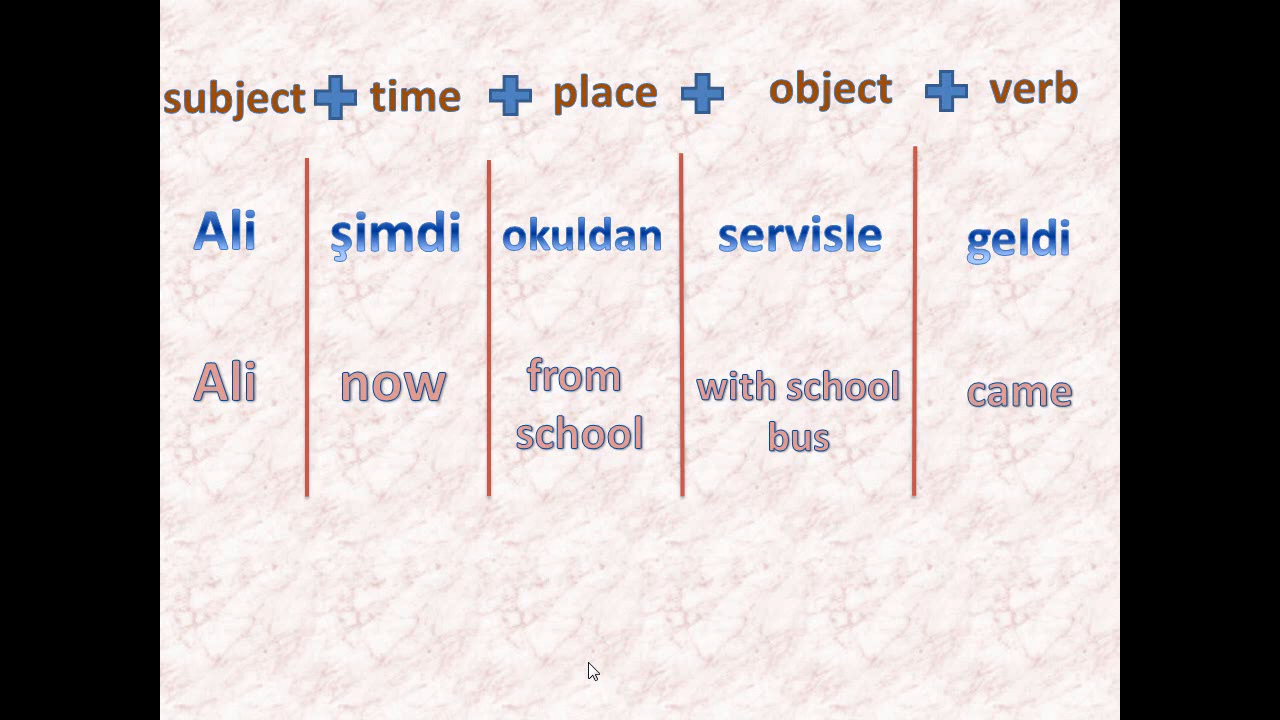 subject + time + place + object + verb
Ali şimdi okuldan servisle geldi
Ali now from school with school bus came